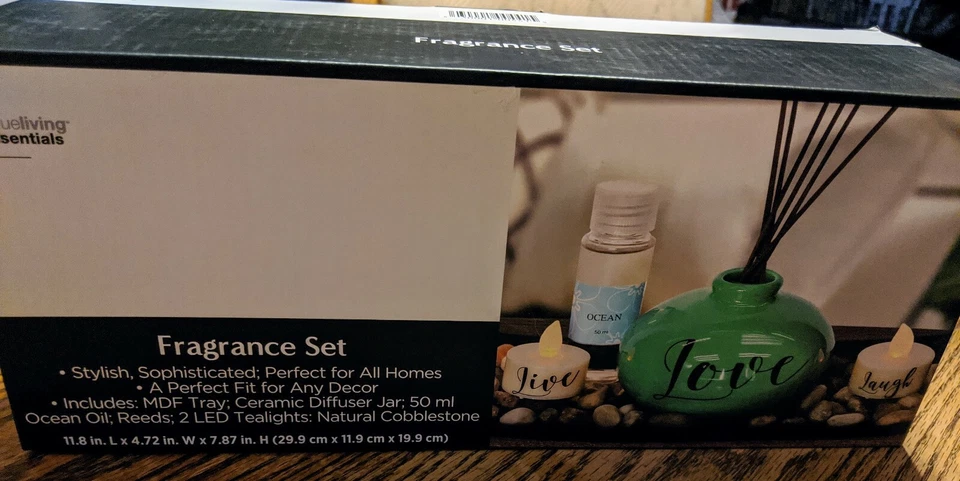 Fragrance Set
ueliving
sentials
OCEAN
50 ml
Live
Love
Laugh
Fragrance Set
• Stylish, Sophisticated; Perfect for All Homes
• A Perfect Fit for Any Decor
• Includes: MDF Tray; Ceramic Diffuser Jar; 50 ml
Ocean Oil; Reeds; 2 LED Tealights: Natural Cobblestone
11.8 in. L x 4.72 in. W x 7.87 in. H (29.9 cm x 11.9 cm x 19.9 cm)